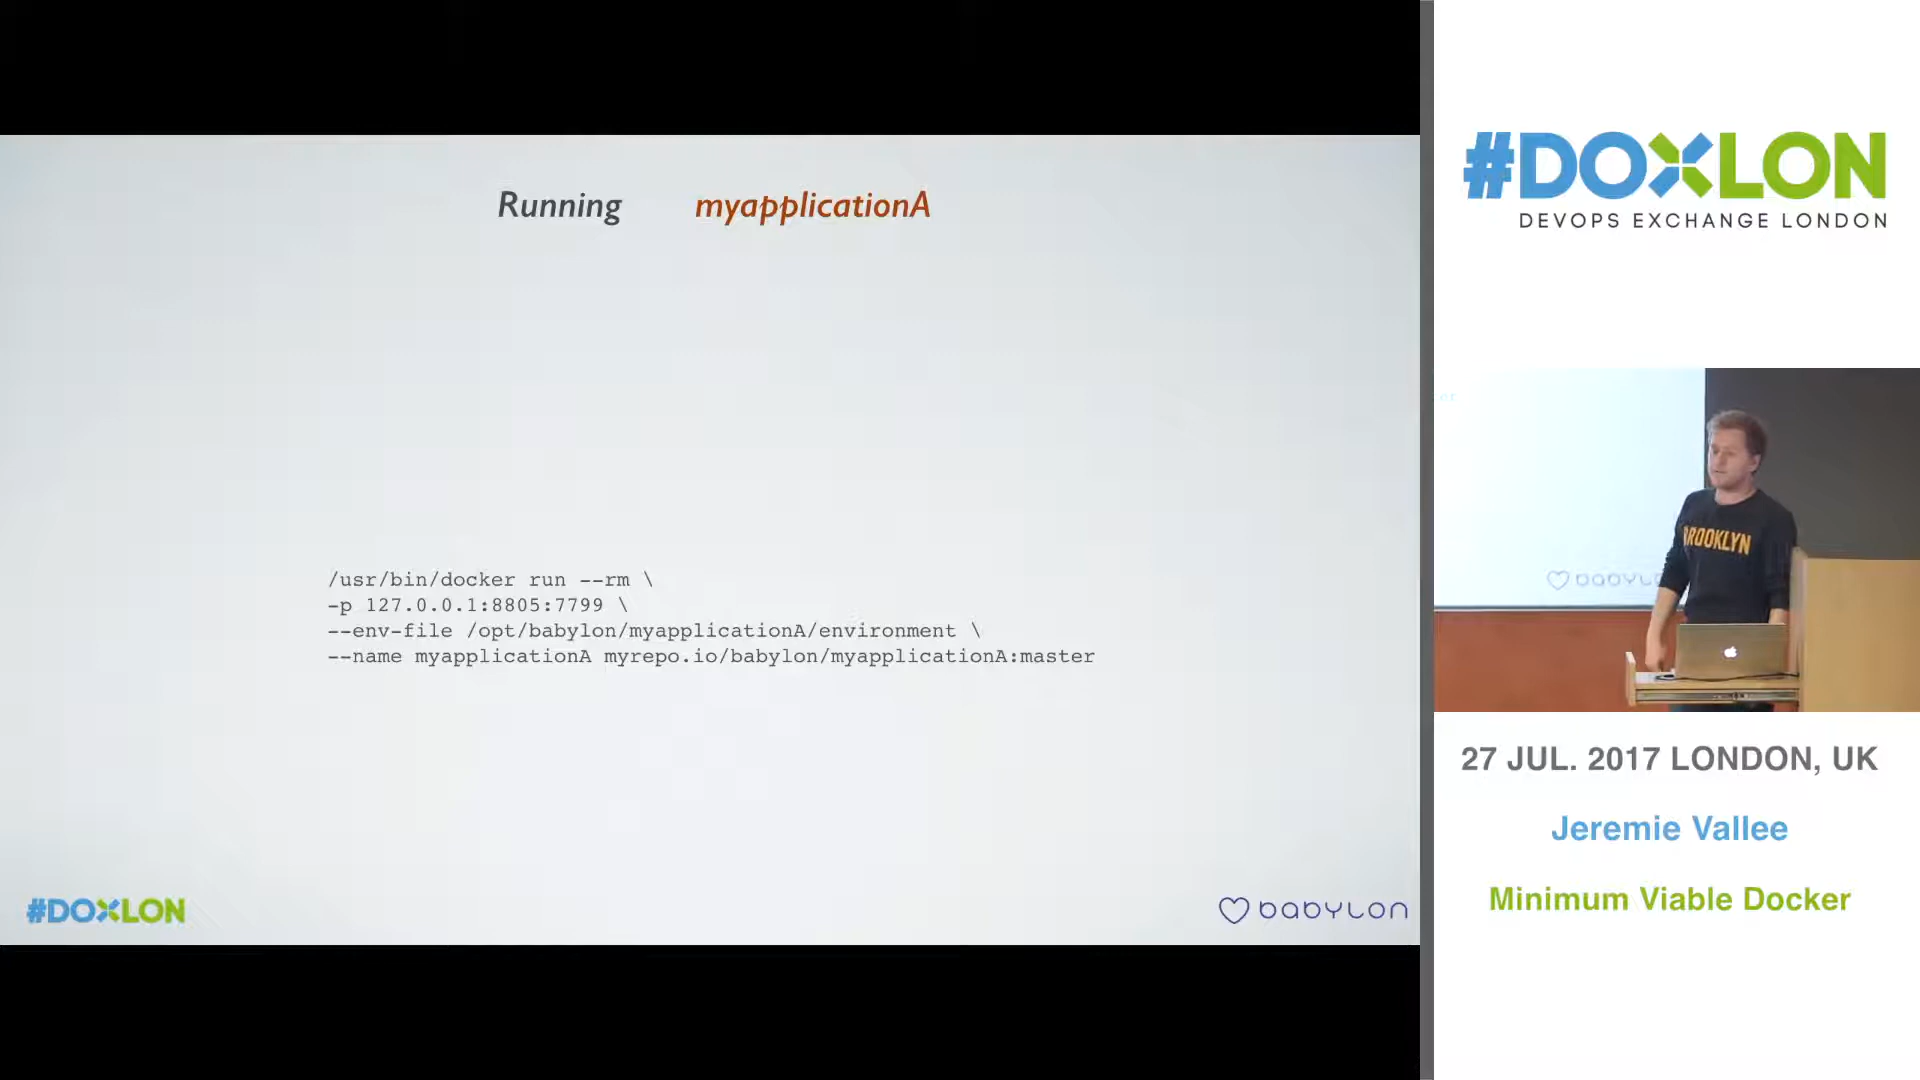 Running myapplicationA
/usr/bin/docker run --rm \
-p 127.0.0.1:8805:7799 \
--env-file /opt/babylon/myapplicationA/environment \
--name myapplicationA myrepo.io/babylon/myapplicationA:master
#DOXLON
babylon
#DOXLON
DEVOPS EXCHANGE LONDON
BROOKLYN
27 JUL. 2017 LONDON, UK
Jeremie Vallee
Minimum Viable Docker